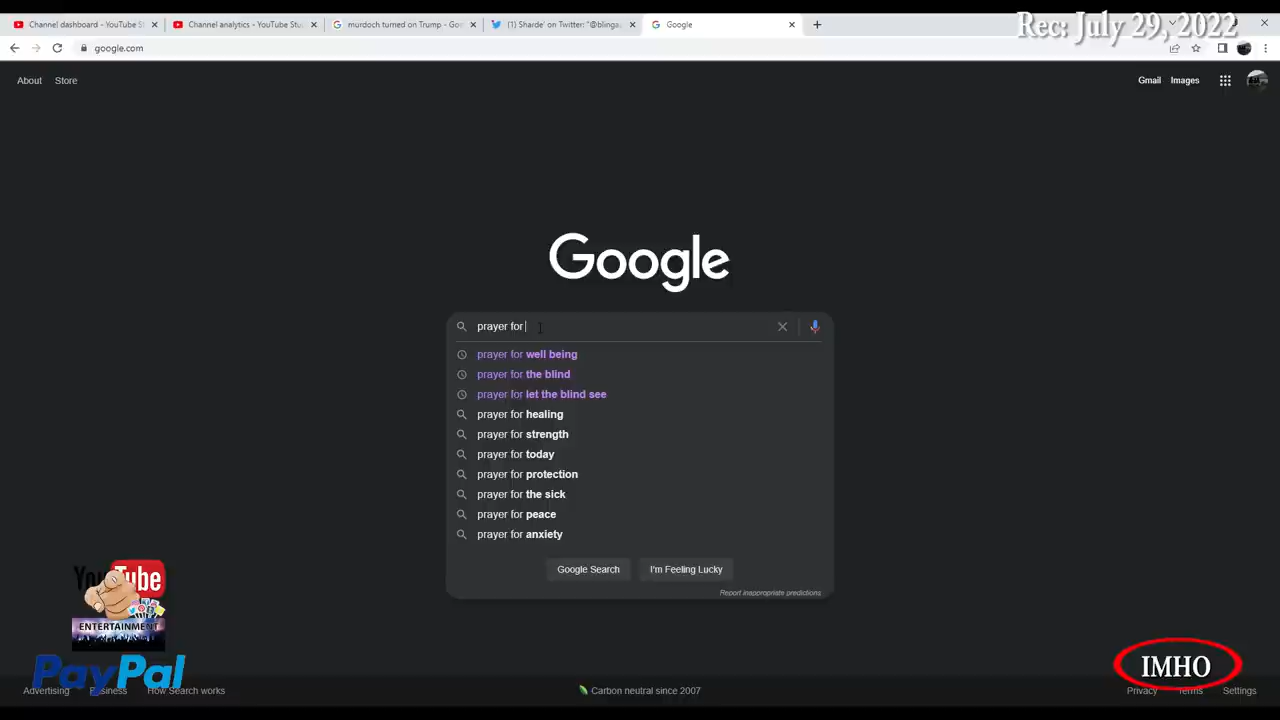 Channel dashboard - YouTube St
Channel analytics - YouTube Stu
murdoch turned on Trump - Goo
(1) Sharde' on Twitter: "@blinga
Google
Rec: July 29, 2022
google.com
About
Store
Gmail
Images
Google
prayer for
prayer for well being
prayer for the blind
prayer for let the blind see
prayer for healing
prayer for strength
prayer for today
prayer for protection
prayer for the sick
prayer for peace
prayer for anxiety
Google Search
I'm Feeling Lucky
Report inappropriate predictions
YouTube
ENTERTAINMENT
PayPal
IMHO
Advertising
Business
How Search works
Carbon neutral since 2007
Privacy
Terms
Settings